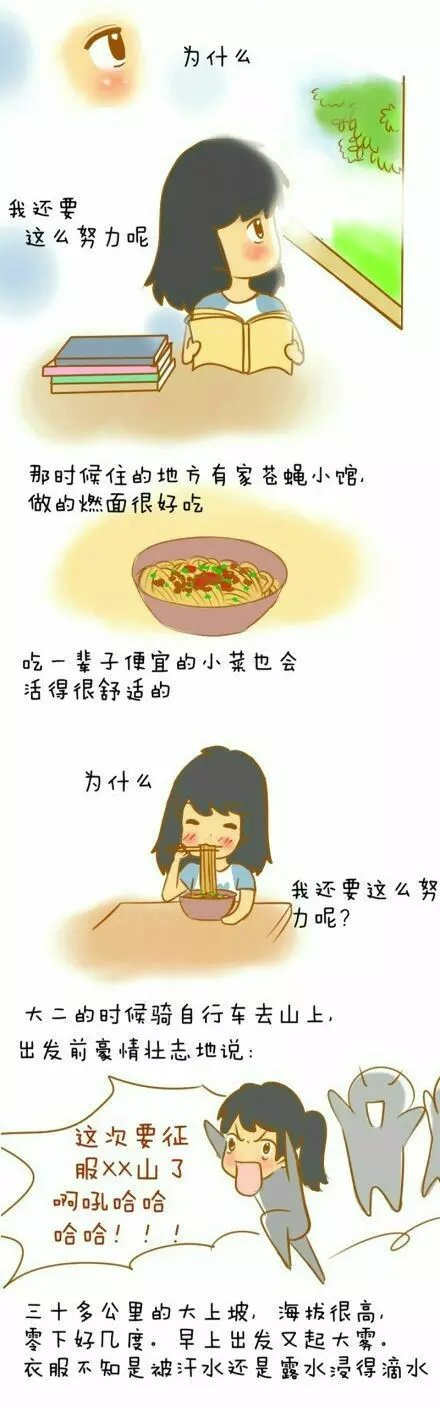 为什么
我还要
这么努力呢
那时候住的地方有家苍蝇小馆,
做的燃面很好吃
吃一辈子便宜的小菜也会
活得很舒适的
为什么
我还要这么努
力呢?
大二的时候骑自行车去山上,
出发前豪情壮志地说:
这次要征
服XX山了
啊吼哈哈
哈哈!!!
三十多公里的大上坡, 海拔很高,
零下好几度。早上出发又起大雾。
衣服不知是被汗水还是露水浸得滴水